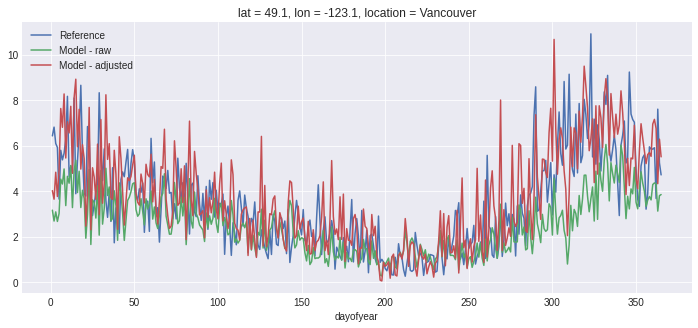 lat = 49.1, lon = -123.1, location = Vancouver
Reference
Model - raw
Model - adjusted
10
8
6
4
2
0
0 50 100 150 200 250 300 350
dayofyear